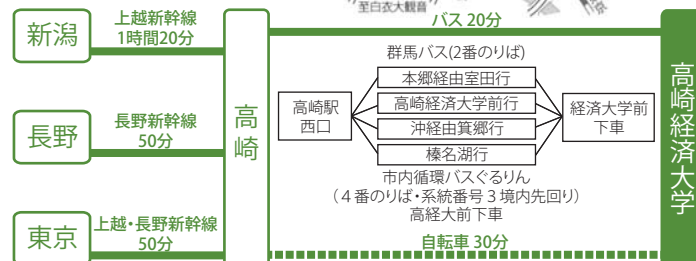 至白衣大観音
新潟
上越新幹線
1時間20分
長野
長野新幹線
50分
東京
上越・長野新幹線
50分
高崎
バス 20分
群馬バス(2番のりば)
高崎駅
西口
本郷経由室田行
高崎経済大学前行
沖経由箕郷行
榛名湖行
経済大学前
下車
市内循環バスぐるりん
(4番のりば・系統番号3境内先回り)
高経大前下車
自転車 30分
高崎経済大学